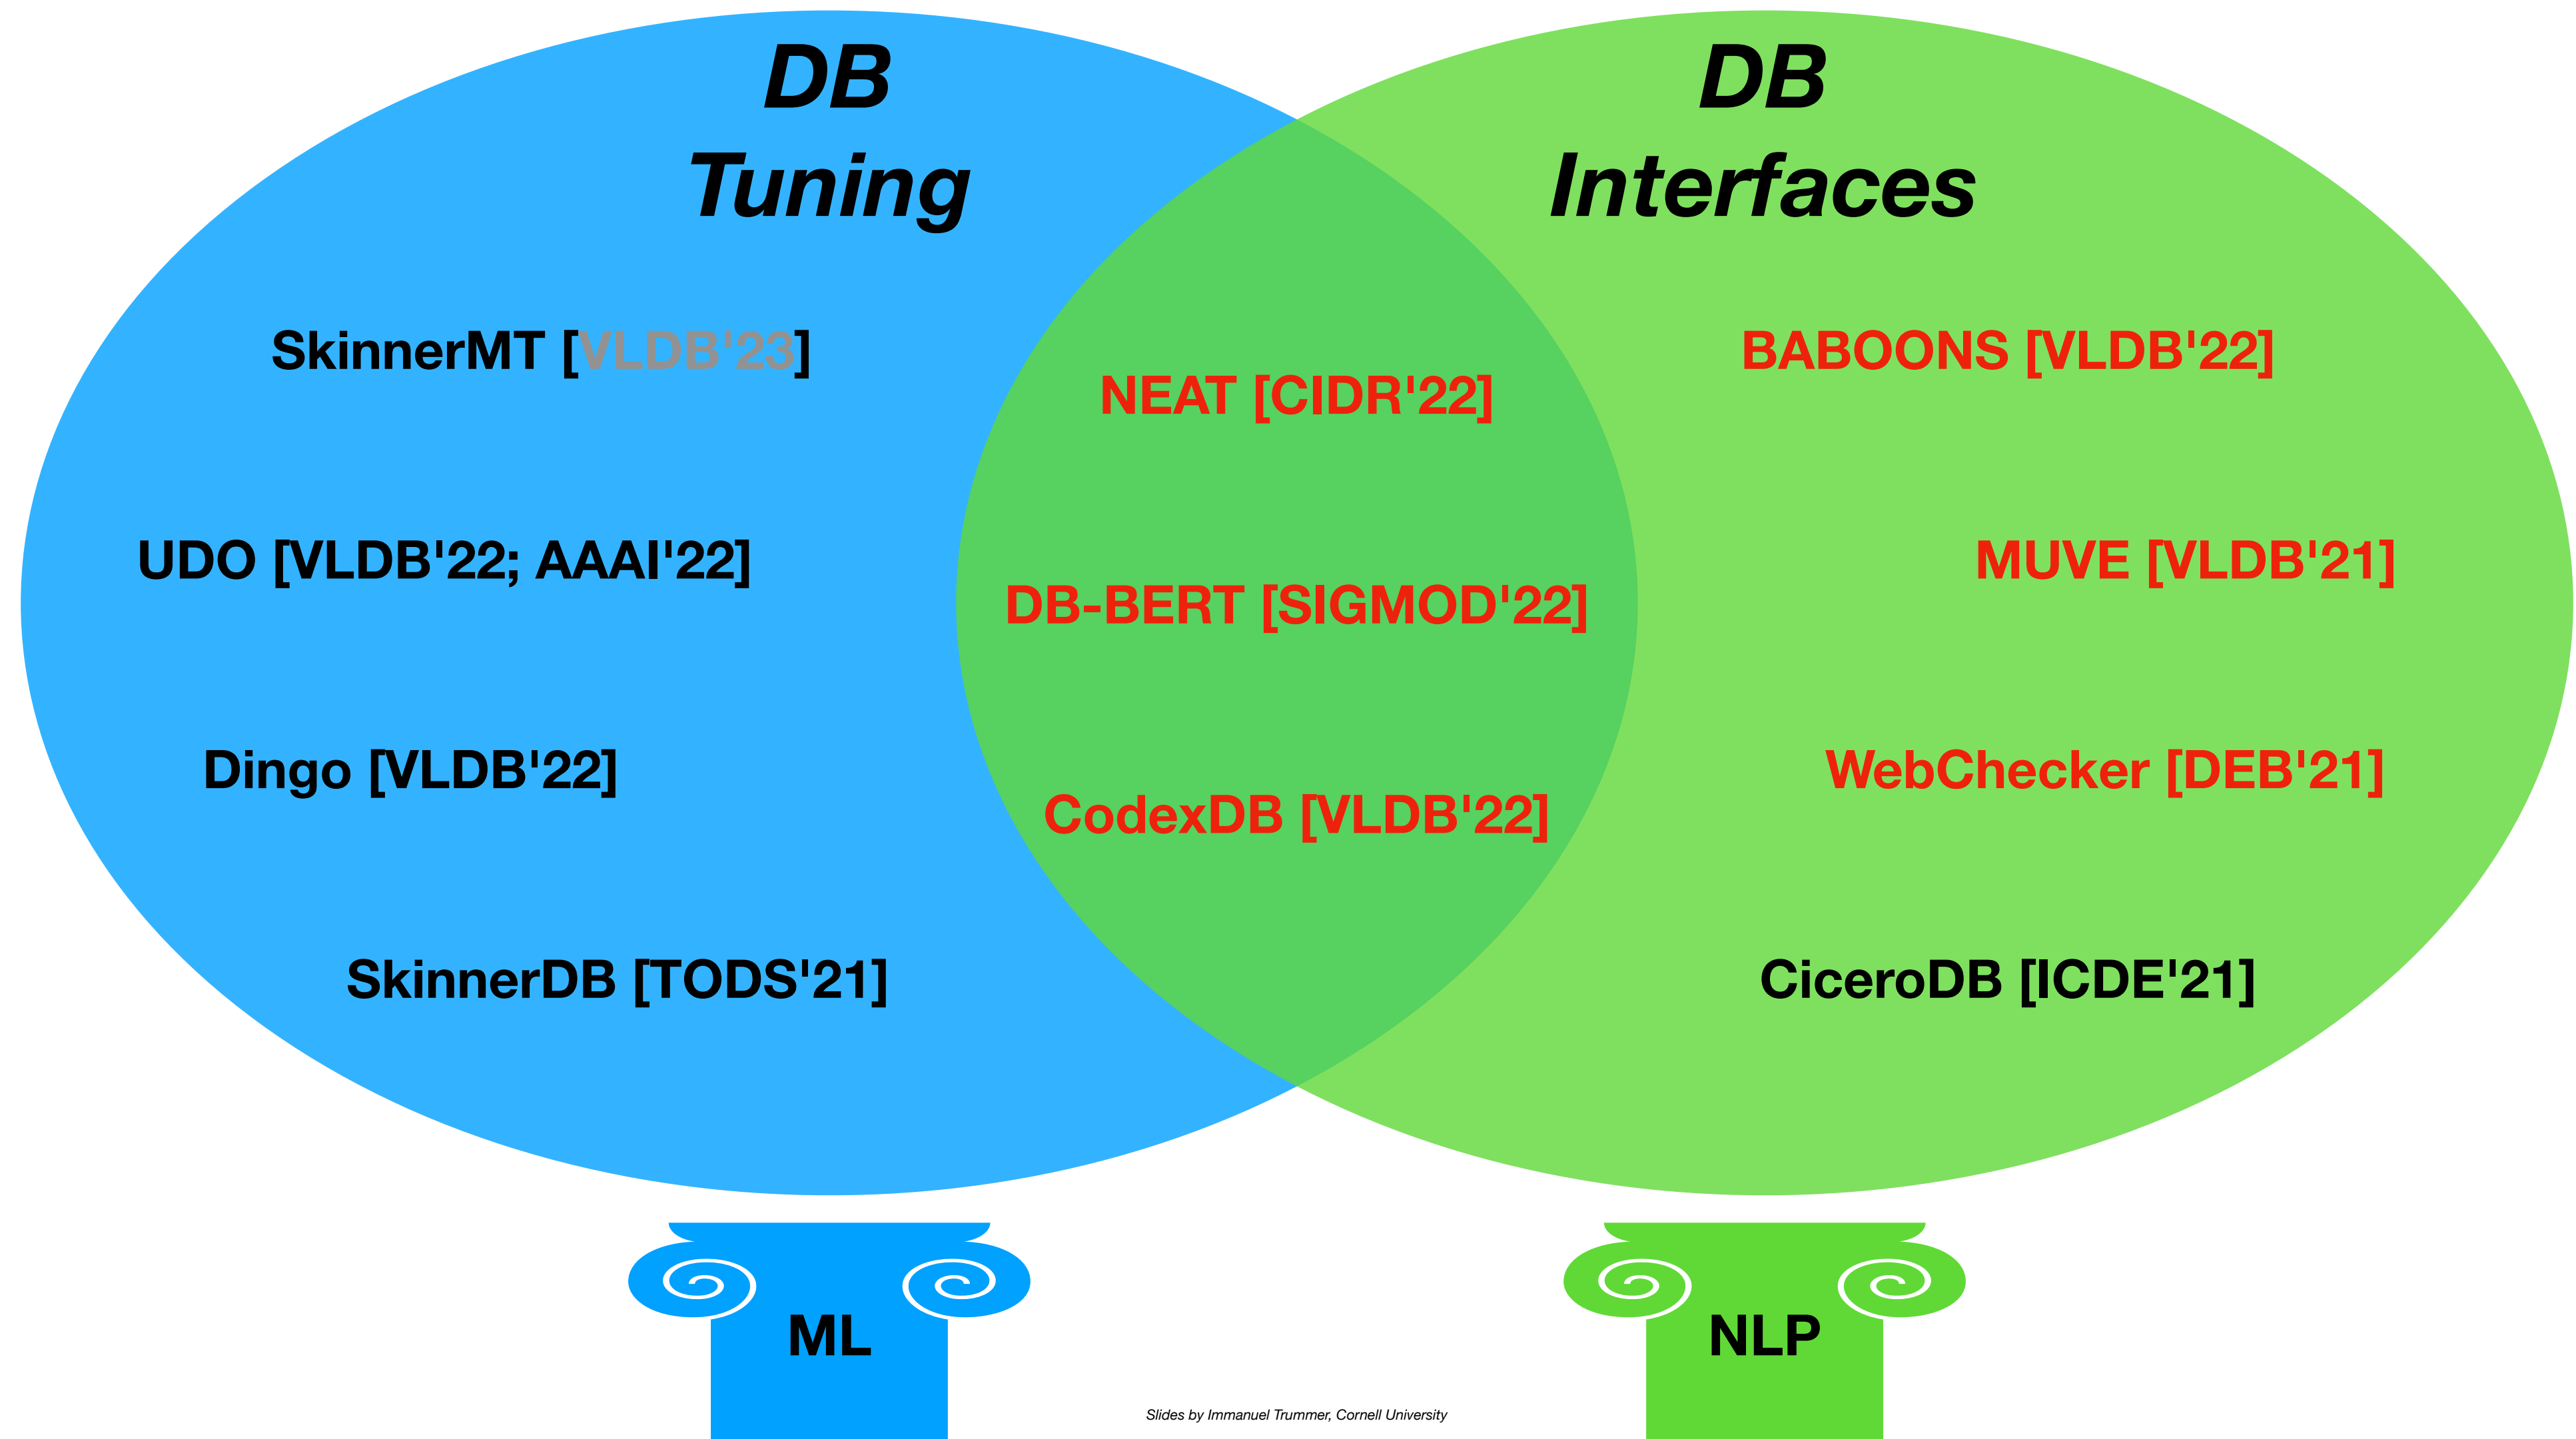 DB
Tuning
DB
Interfaces
SkinnerMT [VLDB'23]
UDO [VLDB'22; AAAI'22]
Dingo [VLDB'22]
SkinnerDB [TODS'21]
NEAT [CIDR'22]
DB-BERT [SIGMOD'22]
CodexDB [VLDB'22]
BABOONS [VLDB'22]
MUVE [VLDB'21]
WebChecker [DEB'21]
CiceroDB [ICDE'21]
ML
NLP
Slides by Immanuel Trummer, Cornell University